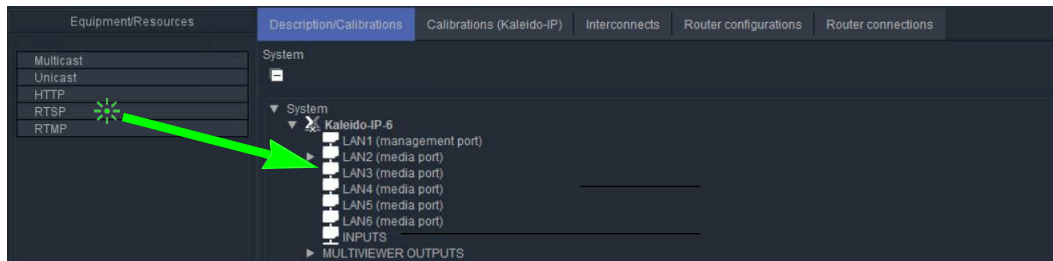 Equipment/Resources
Description/Calibrations Calibrations (Kaleido-IP) Interconnects Router configurations Router connections
Multicast
Unicast
HTTP
RTSP
RTMP
System
System
Kaleido-IP-6
LAN1 (management port)
LAN2 (media port)
LAN3 (media port)
LAN4 (media port)
LAN5 (media port)
LAN6 (media port)
INPUTS
MULTIVIEWER OUTPUTS